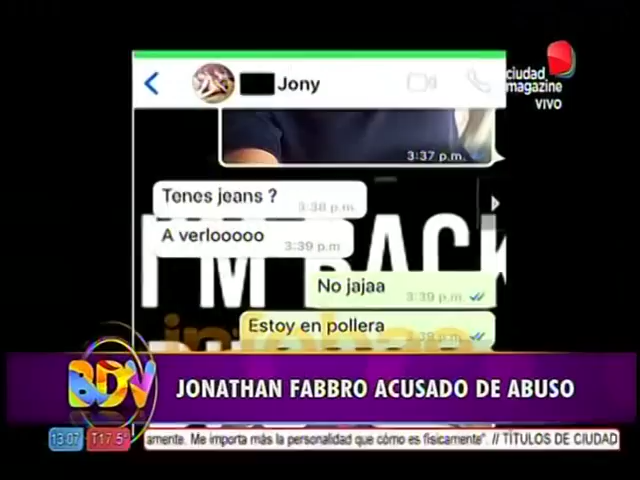 ciudad
magazine
VIVO
Jony
3:37 p.m.
Tenes jeans ?
3:38 p.m.
A verlooooo
3:39 p.m
I'M BACK
No jajaa
3:39 p.m.
Estoy en pollera
3:39 p.m.
BDV
JONATHAN FABBRO ACUSADO DE ABUSO
13:07 T17.5°
amente. Me importa más la personalidad que cómo es físicamente". // TÍTULOS DE CIUDAD